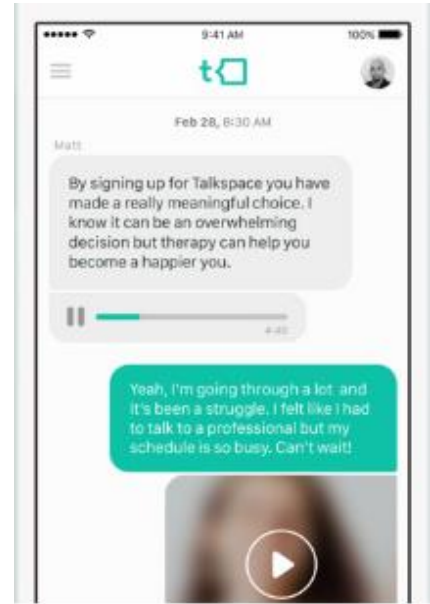 9:41 AM 100%
t
Feb 28, 8:30 AM
Matt
By signing up for Talkspace you have
made a really meaningful choice. I
know it can be an overwhelming
decision but therapy can help you
become a happier you.
Yeah, I'm going through a lot and
it's been a struggle. I felt like I had
to talk to a professional but my
schedule is so busy. Can't wait!